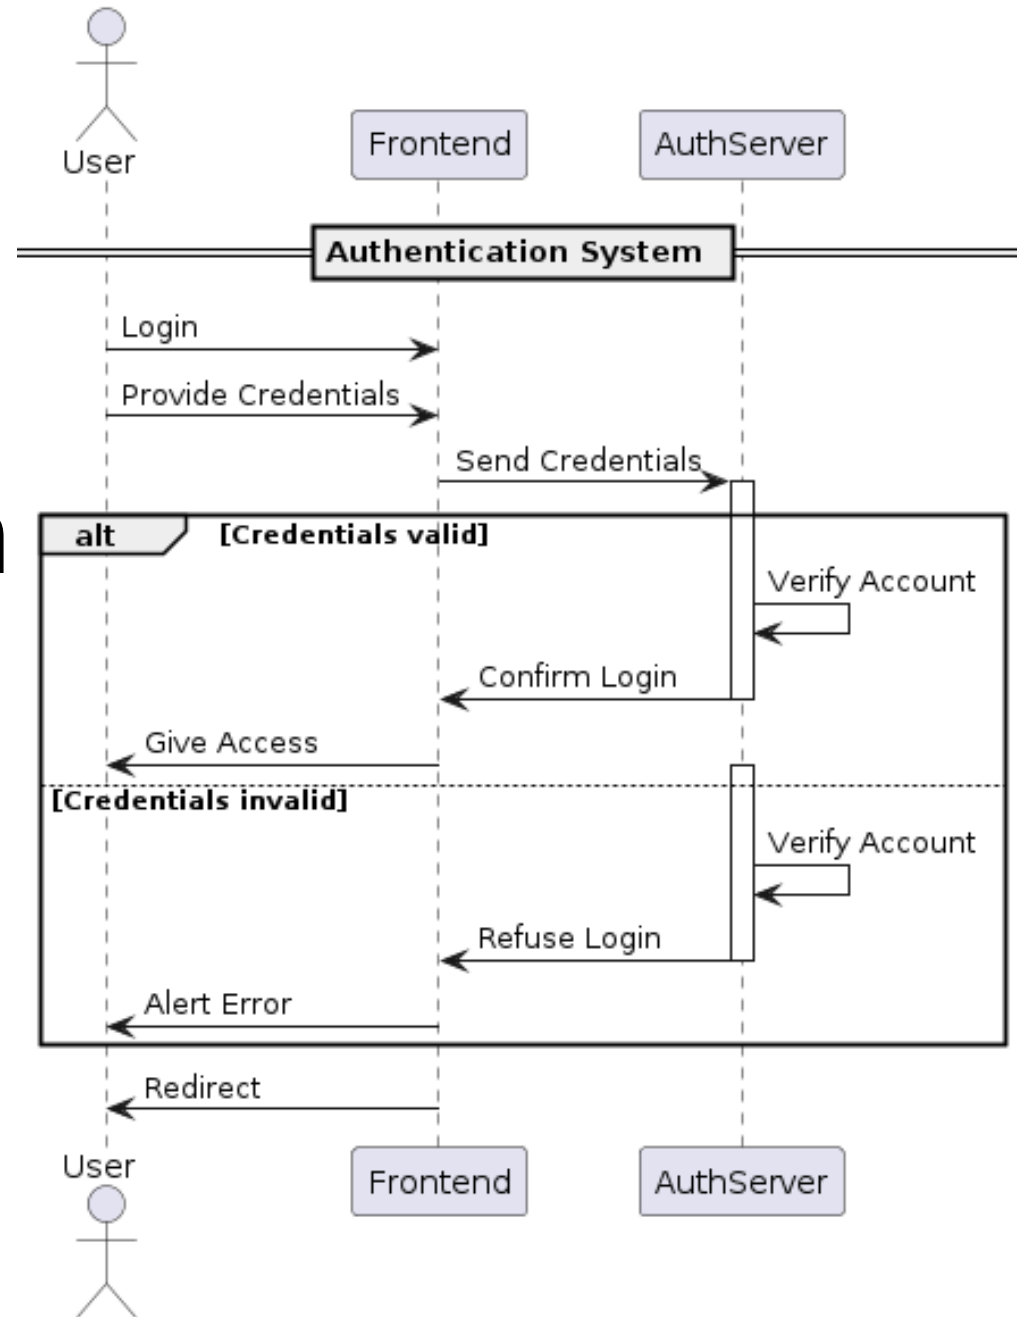 User
Frontend
AuthServer
Authentication System
Login
Provide Credentials
Send Credentials
alt
[Credentials valid]
Verify Account
Confirm Login
Give Access
[Credentials invalid]
Verify Account
Refuse Login
Alert Error
Redirect
User
Frontend
AuthServer